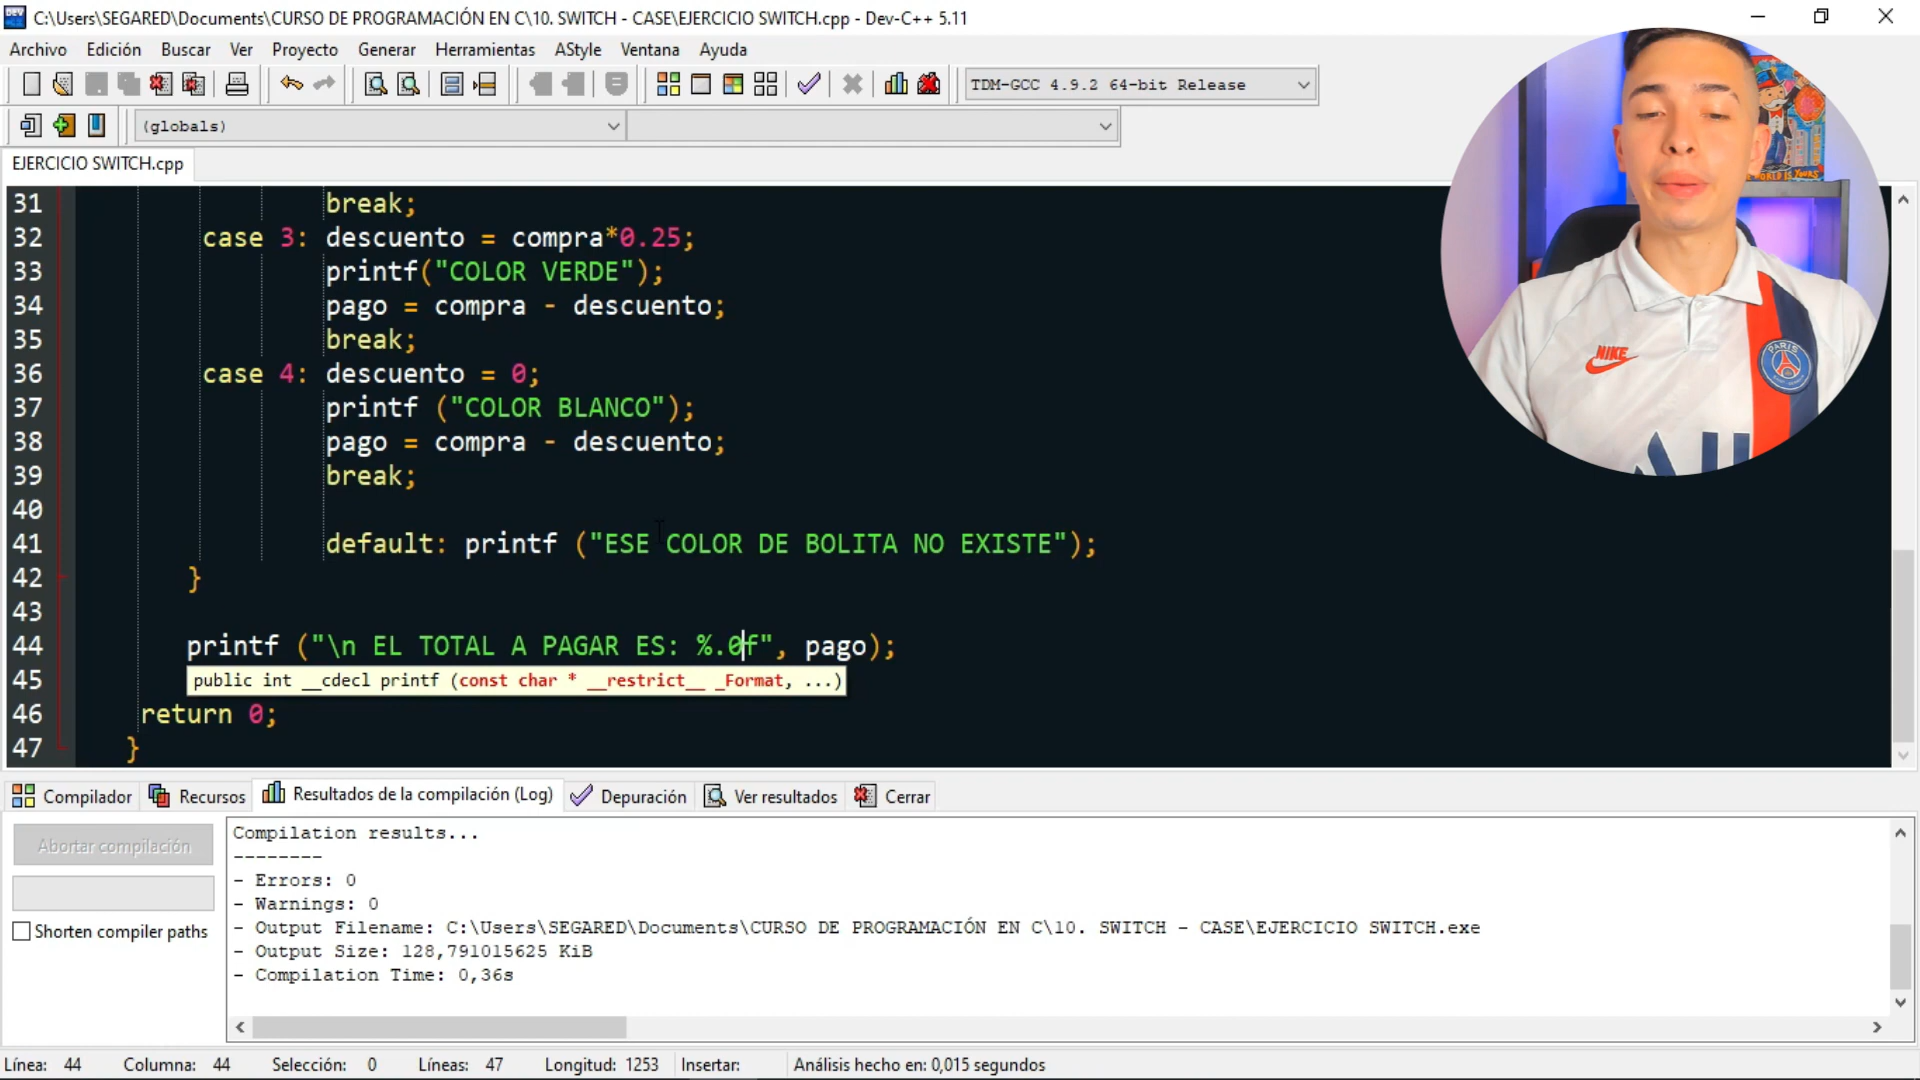 C:\Users\SEGARED\Documents\CURSO DE PROGRAMACIÓN EN C\10. SWITCH - CASE\EJERCICIO SWITCH.cpp - Dev-C++ 5.11
Archivo Edición Buscar Ver Proyecto Generar Herramientas AStyle Ventana Ayuda
TDM-GCC 4.9.2 64-bit Release
(globals)
EJERCICIO SWITCH.cpp
31 break;
32 case 3: descuento = compra*0.25;
33 printf("COLOR VERDE");
34 pago = compra - descuento;
35 break;
36 case 4: descuento = 0;
37 printf ("COLOR BLANCO");
38 pago = compra - descuento;
39 break;
40
41 default: printf ("ESE COLOR DE BOLITA NO EXISTE");
42 }
43
44 printf ("\n EL TOTAL A PAGAR ES: %.0f", pago);
45 public int __cdecl printf (const char * __restrict__ _Format, ...)
46 return 0;
47 }
NIKE
PARIS
Compilador Recursos Resultados de la compilación (Log) Depuración Ver resultados Cerrar
Abortar compilación
Shorten compiler paths
Compilation results...
--------
- Errors: 0
- Warnings: 0
- Output Filename: C:\Users\SEGARED\Documents\CURSO DE PROGRAMACIÓN EN C\10. SWITCH - CASE\EJERCICIO SWITCH.exe
- Output Size: 128,791015625 KiB
- Compilation Time: 0,36s
Línea: 44 Columna: 44 Selección: 0 Líneas: 47 Longitud: 1253 Insertar: Análisis hecho en 0,015 segundos